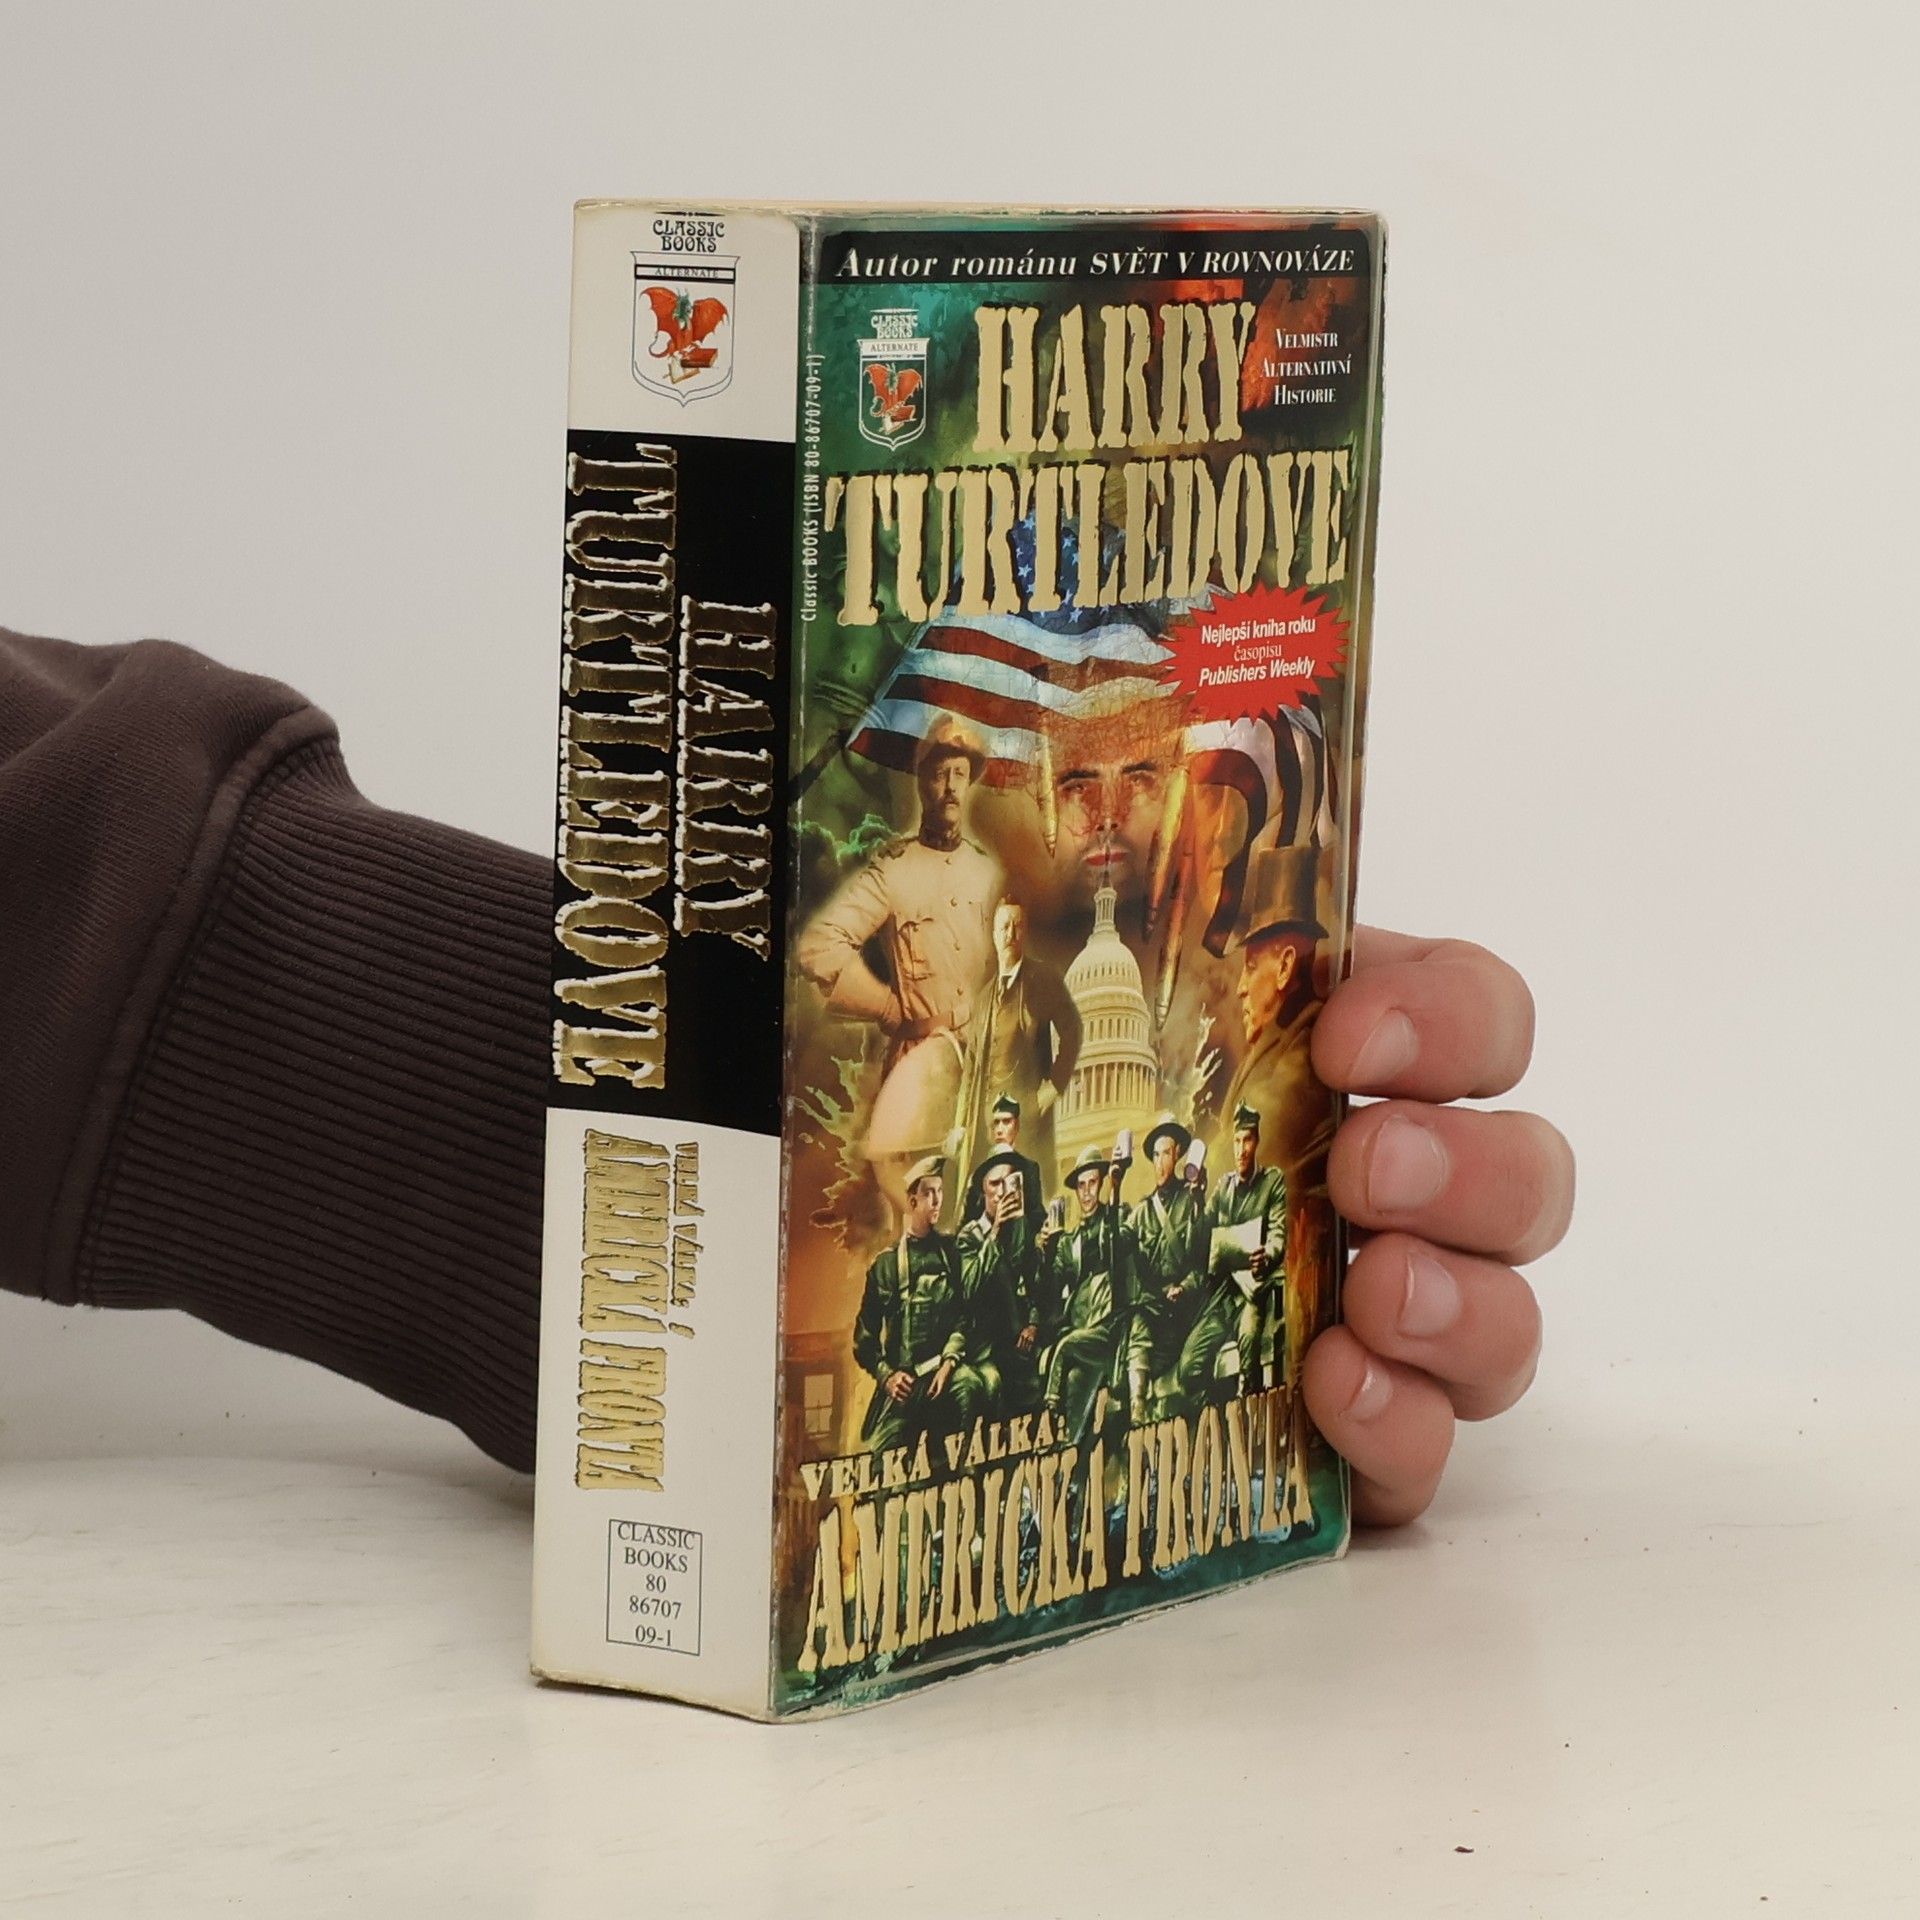 CLASSIC
BOOKS
ALTERNATE
HARRY
TURTLEDOVE
VELKÁ VÁLKA:
AMERICKÁ FRONTA
CLASSIC
BOOKS
80
86707
09-1
Classic BOOKS (ISBN 80-86707-09-1)
Autor románu SVĚT V ROVNOVÁZE
CLASSIC
BOOKS
ALTERNATE
HARRY
TURTLEDOVE
VELMISTR
ALTERNATIVNÍ
HISTORIE
Nejlepší kniha roku
časopisu
Publishers Weekly
VELKÁ VÁLKA:
AMERICKÁ FRONTA